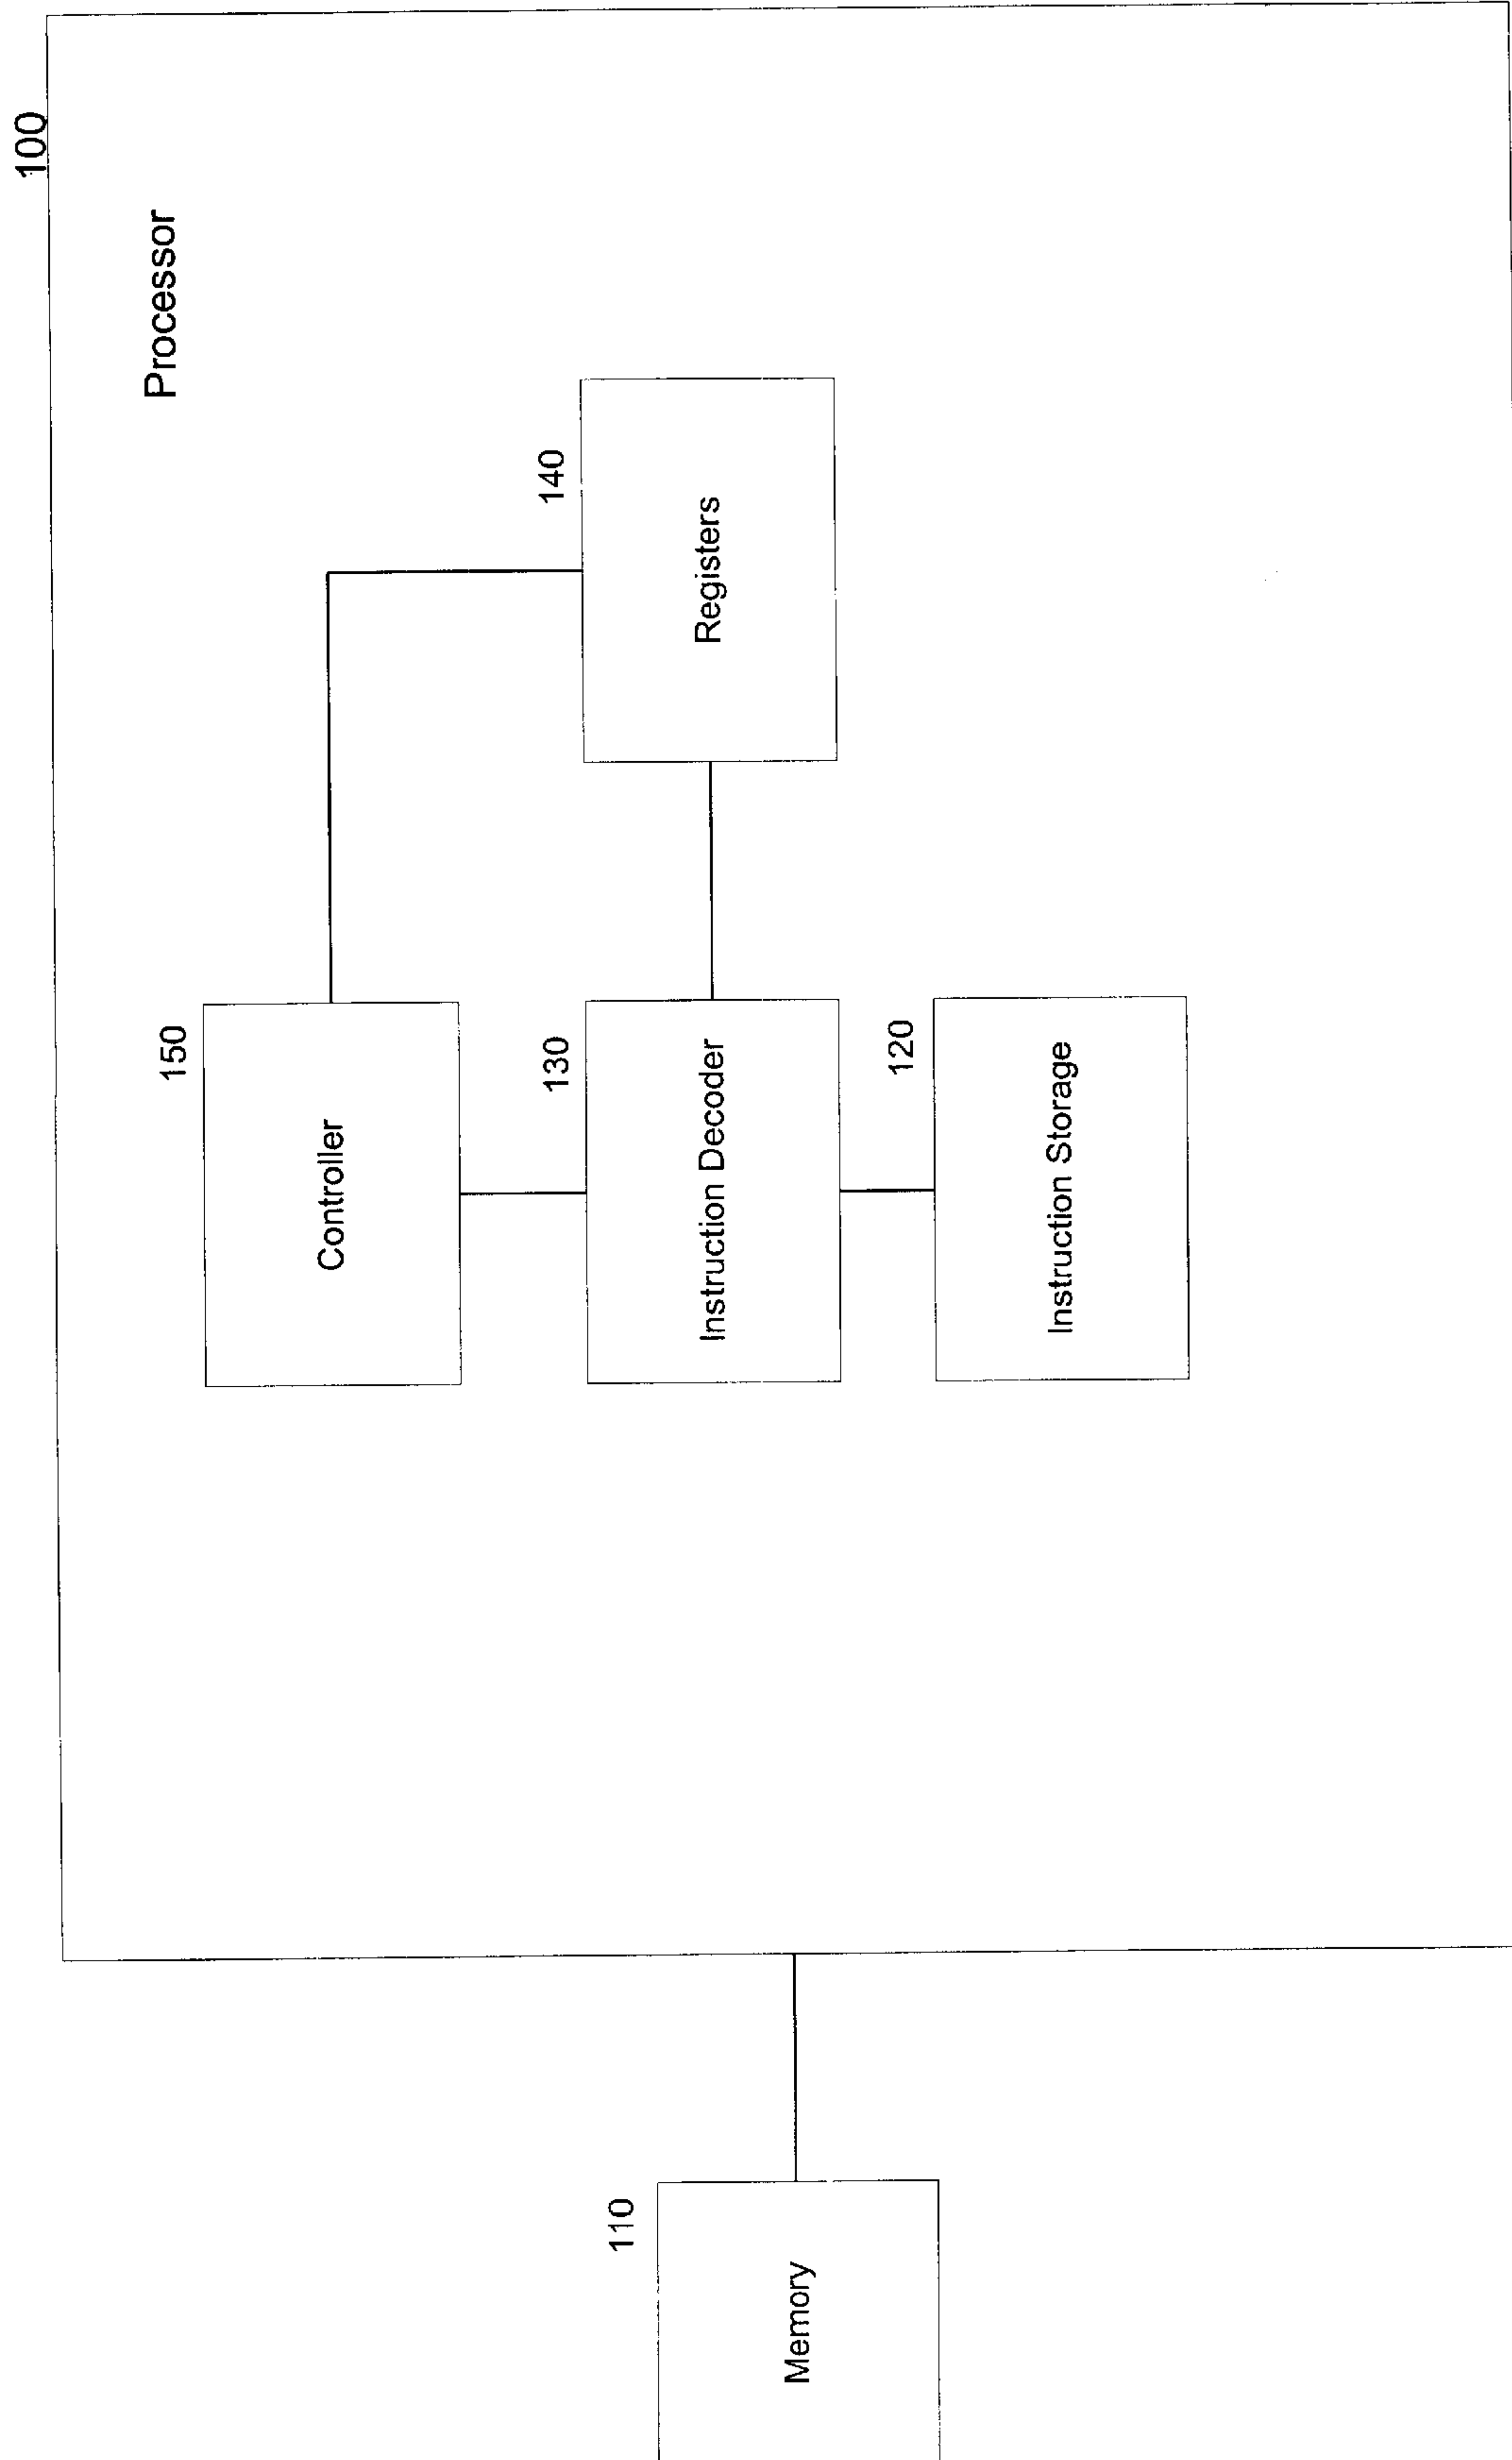 100
Processor
150
Controller
140
Registers
130
Instruction Decoder
110
Memory
120
Instruction Storage